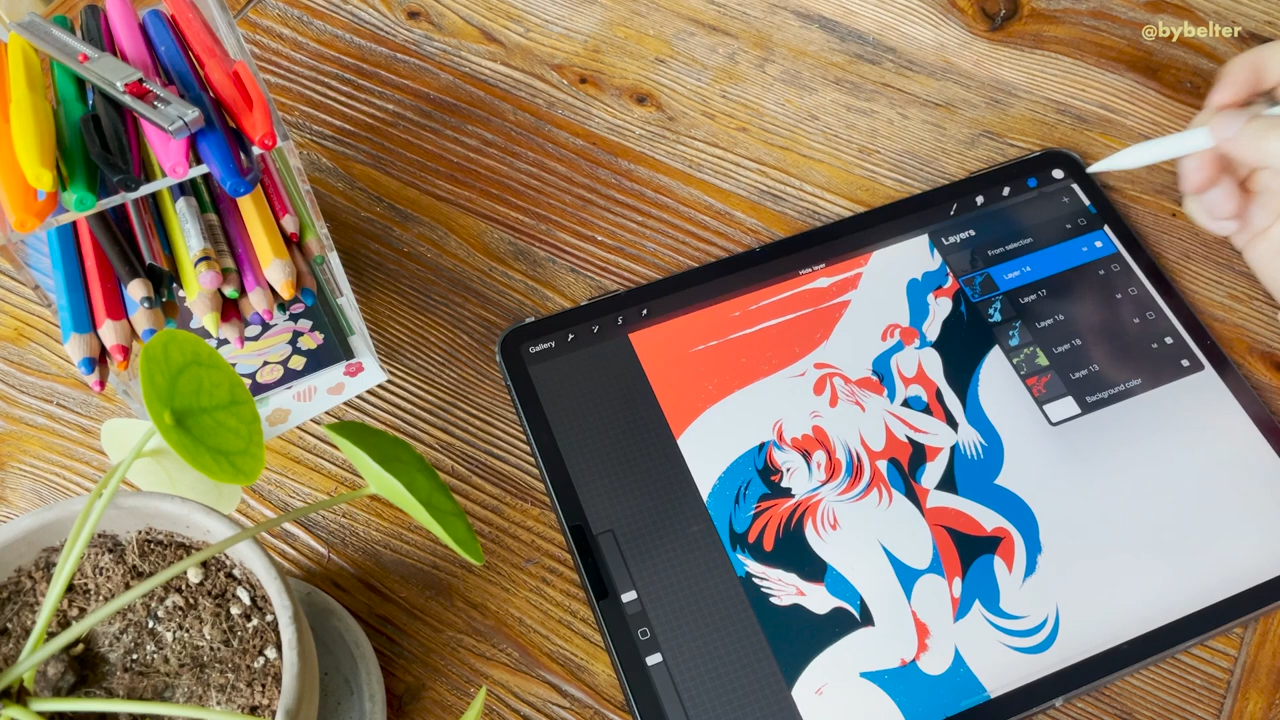 @bybelter
Gallery
Hide layer
Layers
From selection
N
Layer 14
M
Layer 17
M
Layer 16
M
Layer 18
M
Layer 13
M
Background color